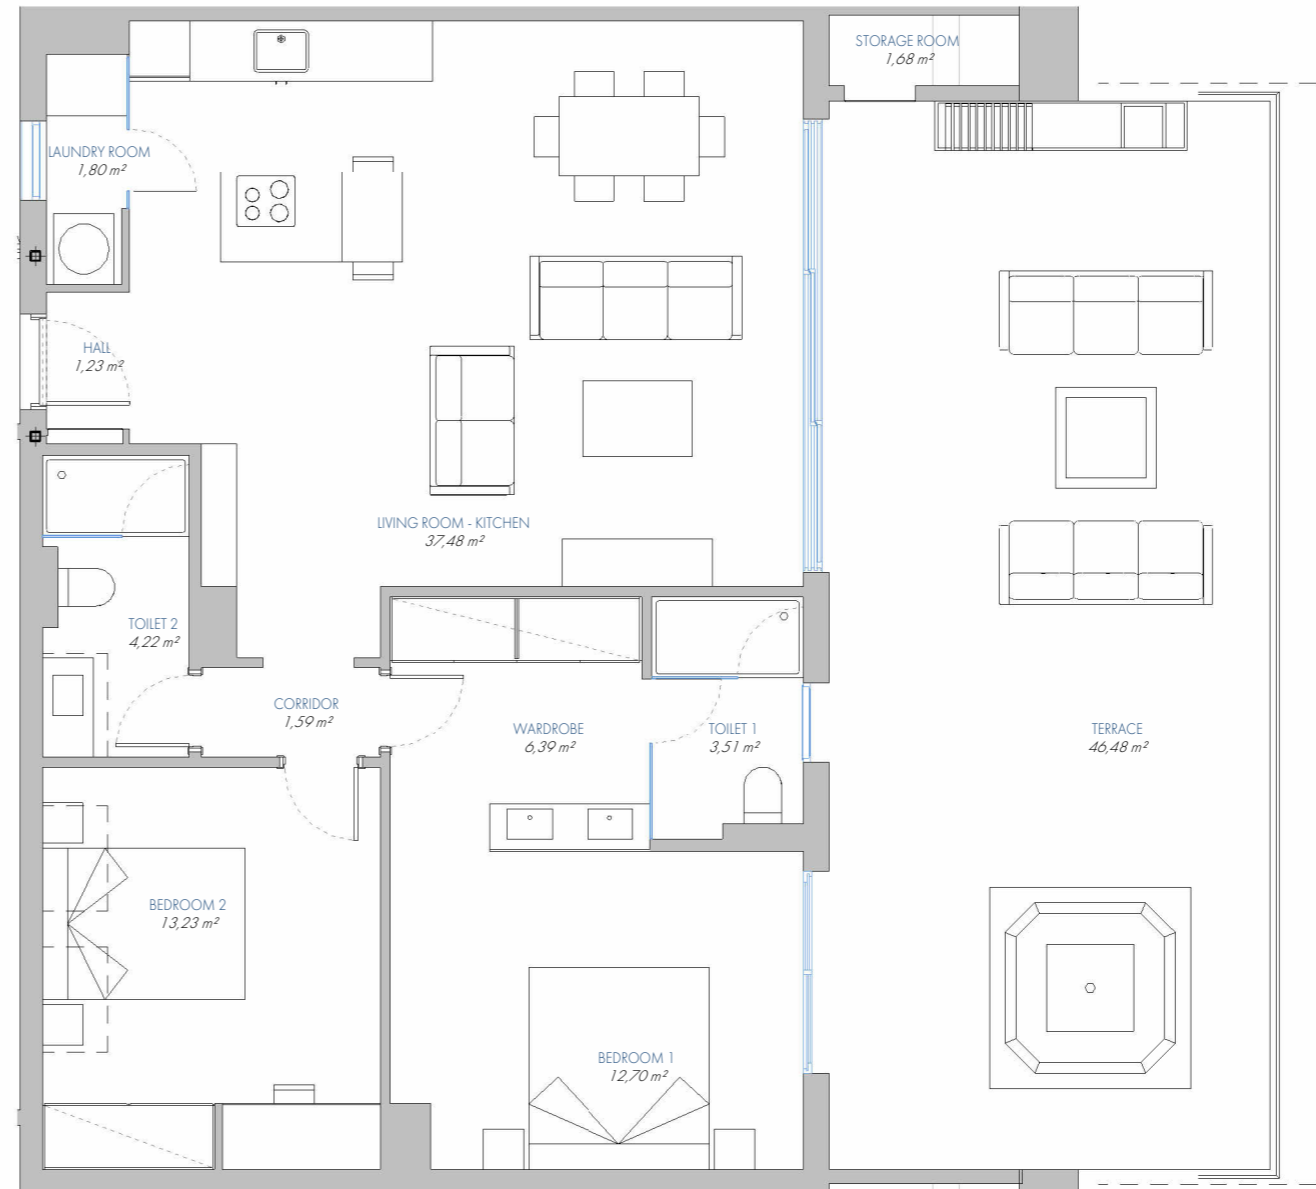 STORAGE ROOM
1,68 m²
LAUNDRY ROOM
1,80 m²
HALL
1,23 m²
LIVING ROOM - KITCHEN
37,48 m²
TOILET 2
4,22 m²
CORRIDOR
1,59 m²
WARDROBE
6,39 m²
TOILET 1
3,51 m²
TERRACE
46,48 m²
BEDROOM 2
13,23 m²
BEDROOM 1
12,70 m²